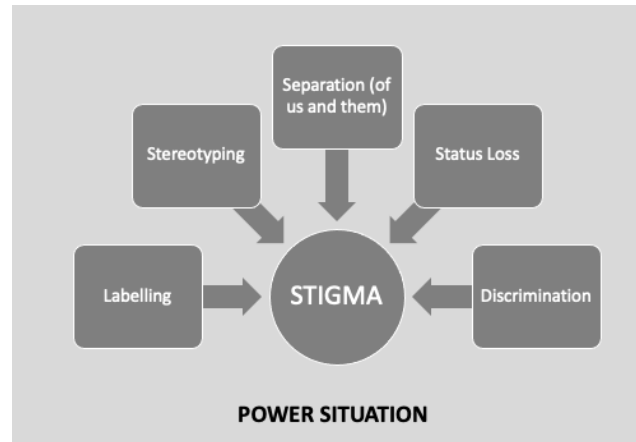 Separation (of
us and them)
Stereotyping
Status Loss
Labelling
STIGMA
Discrimination
POWER SITUATION